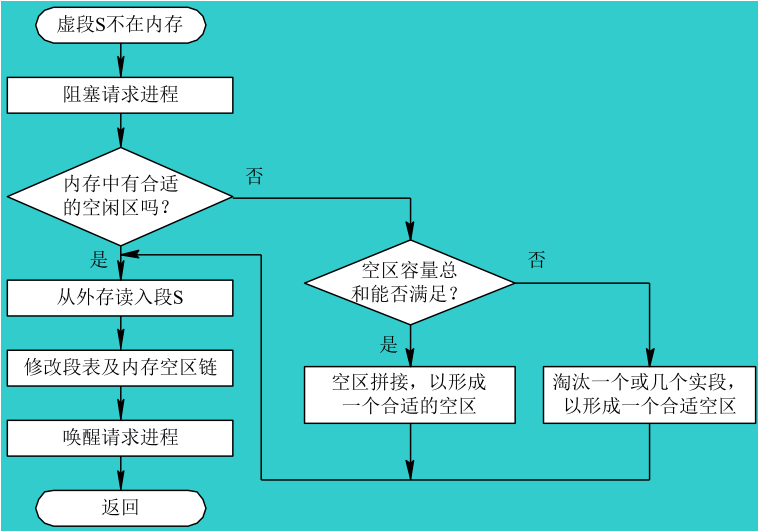 虚段S不在内存
阻塞请求进程
内存中有合适
的空闲区吗？
否
是
从外存读入段S
修改段表及内存空区链
唤醒请求进程
返回
空区容量总
和能否满足？
否
是
空区拼接，以形成
一个合适的空区
淘汰一个或几个实段，
以形成一个合适空区